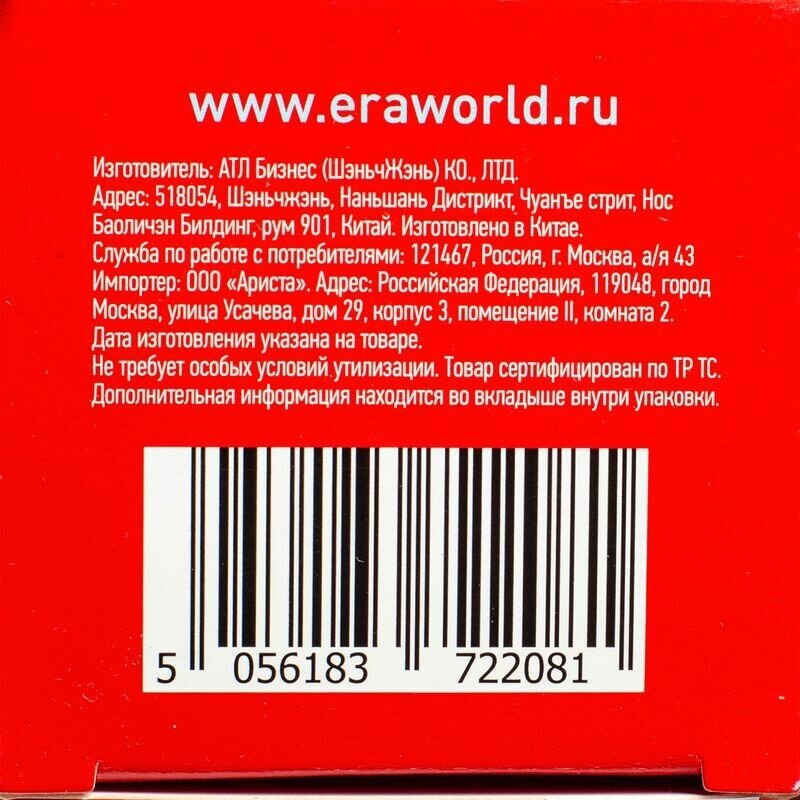 www.eraworld.ru
Изготовитель: АТЛ Бизнес (ШэньчЖэнь) КО., ЛТД.
Адрес: 518054, Шэньчжэнь, Наньшань Дистрикт, Чуанъе стрит, Нос
Баоличэн Билдинг, рум 901, Китай. Изготовлено в Китае.
Служба по работе с потребителями: 121467, Россия, г. Москва, а/я 43
Импортер: ООО «Ариста». Адрес: Российская Федерация, 119048, город
Москва, улица Усачева, дом 29, корпус 3, помещение II, комната 2.
Дата изготовления указана на товаре.
Не требует особых условий утилизации. Товар сертифицирован по ТР ТС.
Дополнительная информация находится во вкладыше внутри упаковки.
5 056183 722081